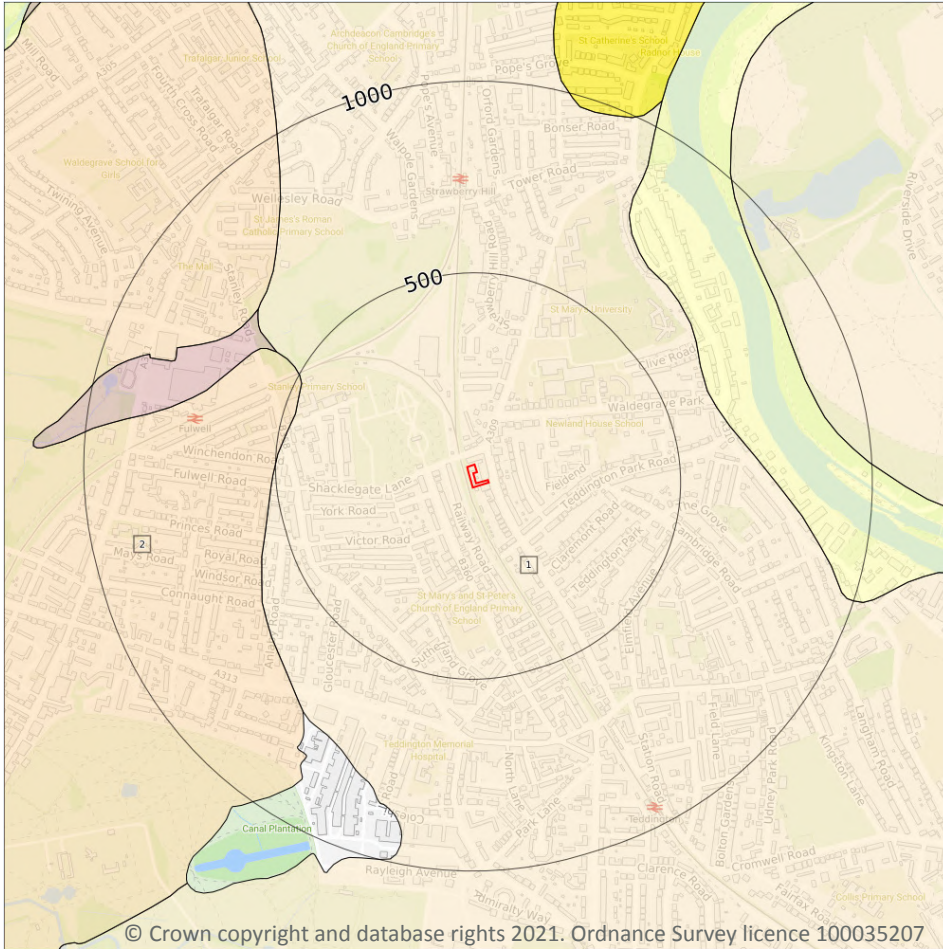 Archdeacon Cambridge's
Church of England Primary
School
St Catherine's School
Radnor House
Trafalgar Junior School
Pope's Grove
Pope's Avenue
Orford Gardens
A305
Fourth Cross Road
Trafalgar Road
1000
Bonser Road
Walpole Gardens
Waldegrave School for
Girls
Tower Road
Strawberry Hill
Riverside Drive
Twining Avenue
Wellesley Road
St James's Roman
Catholic Primary School
Strawberry Hill Road
The Mall
Stanley Road
500
St Mary's University
Clive Road
A311
Stanley Primary School
Waldegrave Park
A310
A309
Fulwell
Newland House School
Winchendon Road
Fulwell Road
Shacklegate Lane
Fielend
Teddington Park Road
York Road
Railway Road
Claremont Road
Princes Road
Victor Road
2
Mays Road
Royal Road
B360
1
Teddington Park
Cambridge Road
Windsor Road
Connaught Road
St Mary's and St Peter's
Church of England Primary
School
Elmfield Avenue
Gloucester Road
A313
Field Lane
Station Road
Langham Road
Kingston Lane
Teddington Memorial
Hospital
North Lane
Park Lane
Udney Park Road
Bolton Gardens
Teddington
Canal Plantation
Cromwell Road
Rayleigh Avenue
Clarence Road
Admiralty Way
Fairfax Road
Collis Primary School
© Crown copyright and database rights 2021. Ordnance Survey licence 100035207